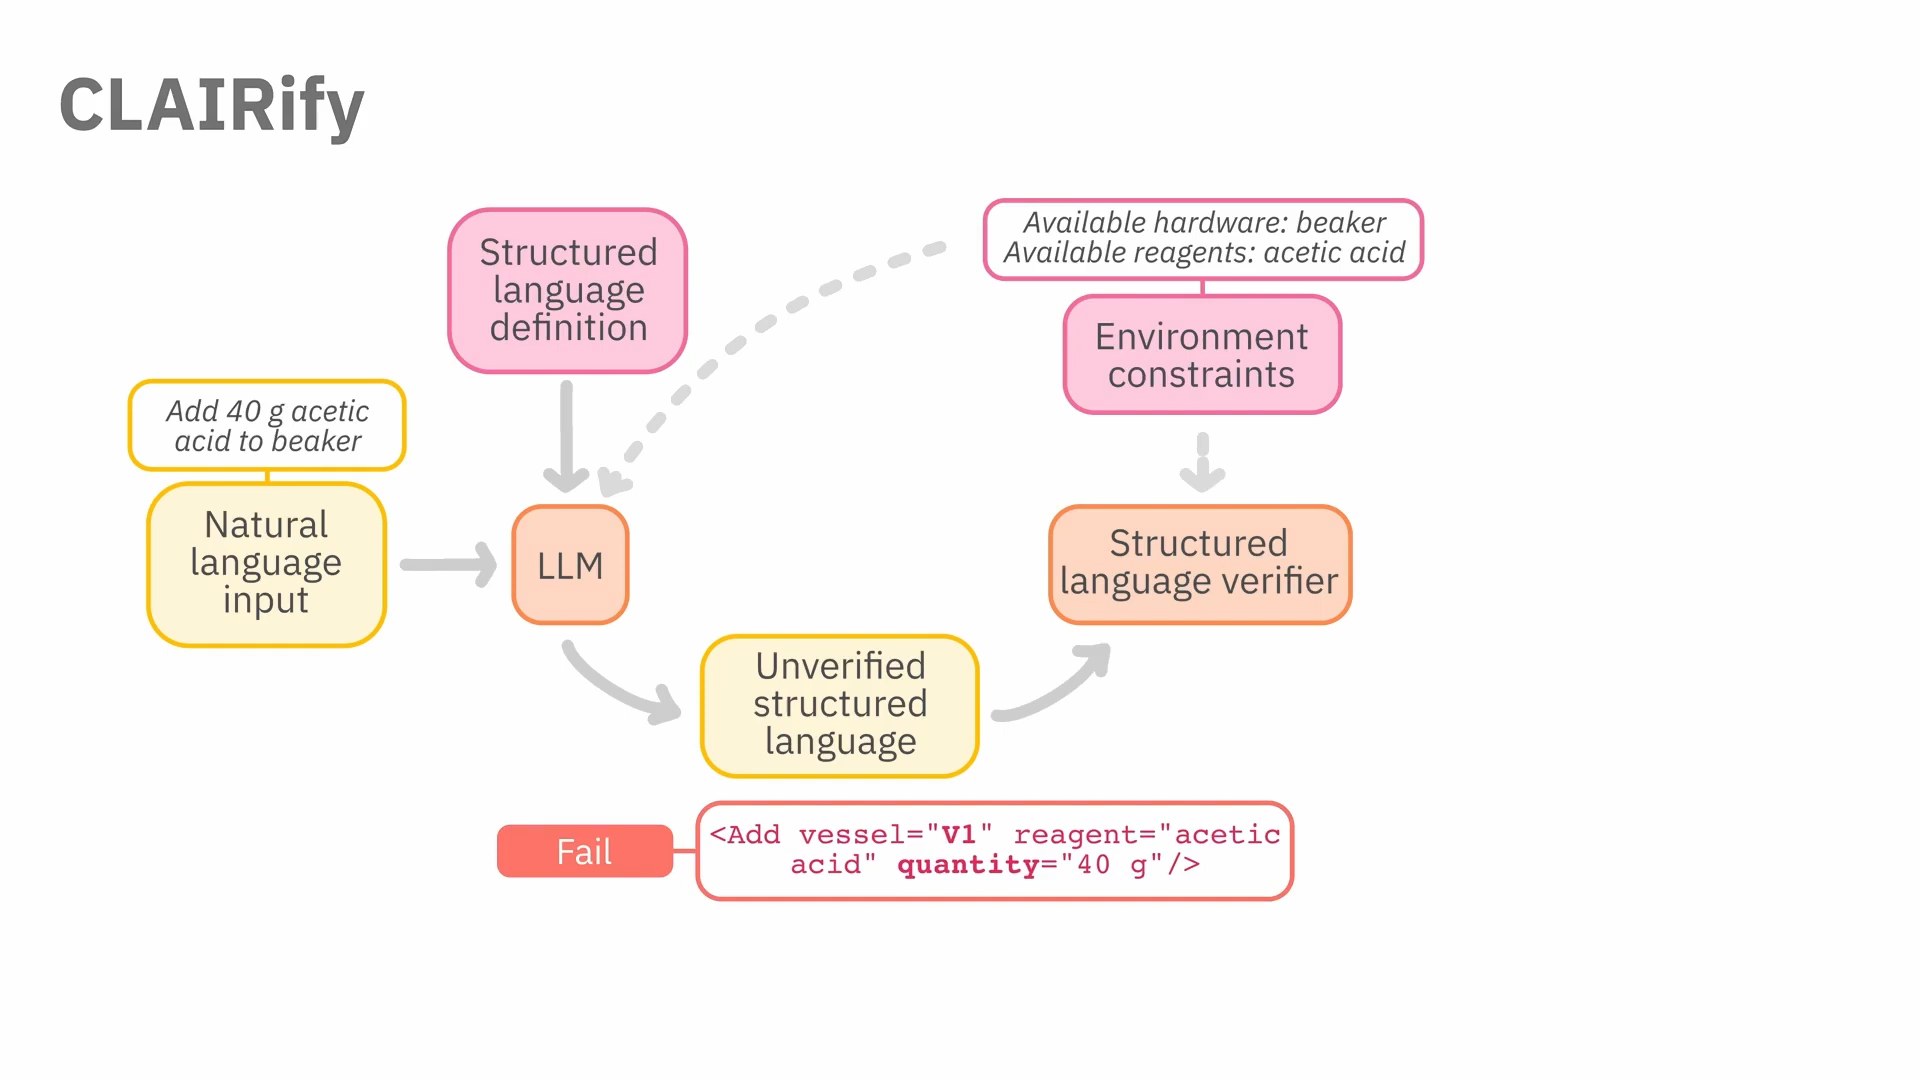 CLAIRify
Structured
language
definition
Available hardware: beaker
Available reagents: acetic acid
Environment
constraints
Add 40 g acetic
acid to beaker
Natural
language
input
LLM
Structured
language verifier
Unverified
structured
language
Fail
<Add vessel="V1" reagent="acetic
acid" quantity="40 g"/>